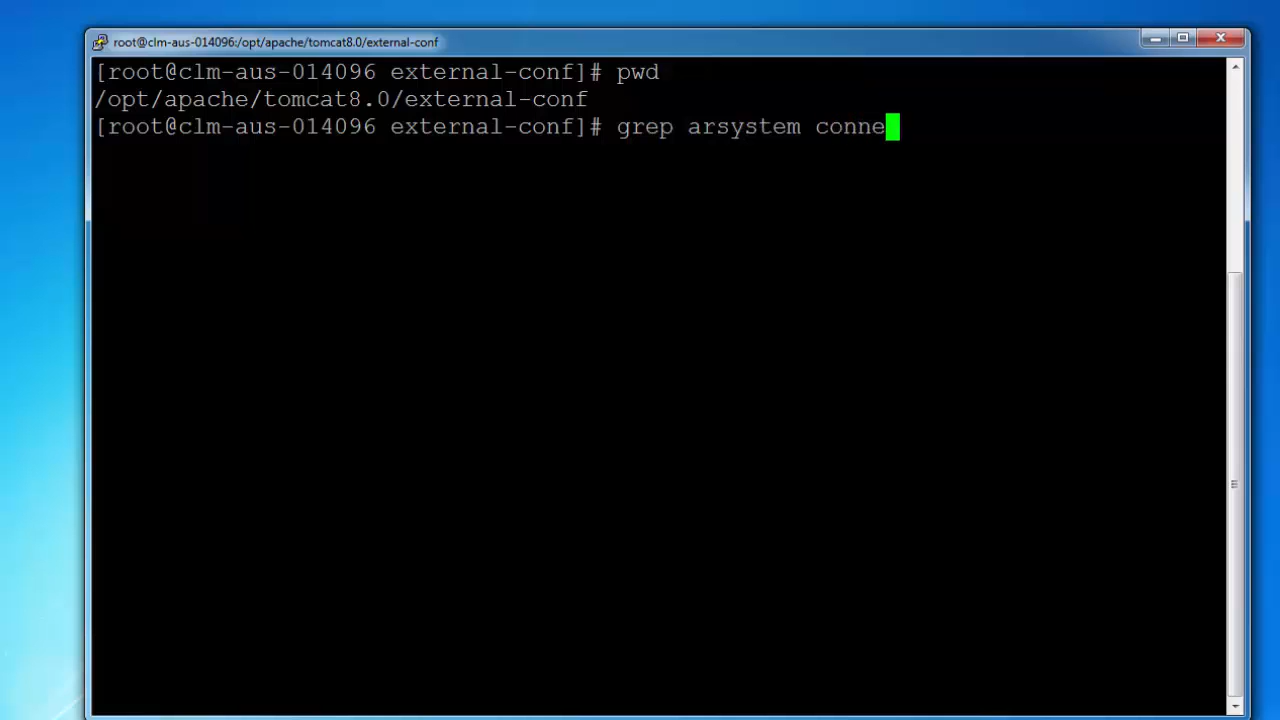 root@clm-aus-014096:/opt/apache/tomcat8.0/external-conf
[root@clm-aus-014096 external-conf]# pwd
/opt/apache/tomcat8.0/external-conf
[root@clm-aus-014096 external-conf]# grep arsystem conne